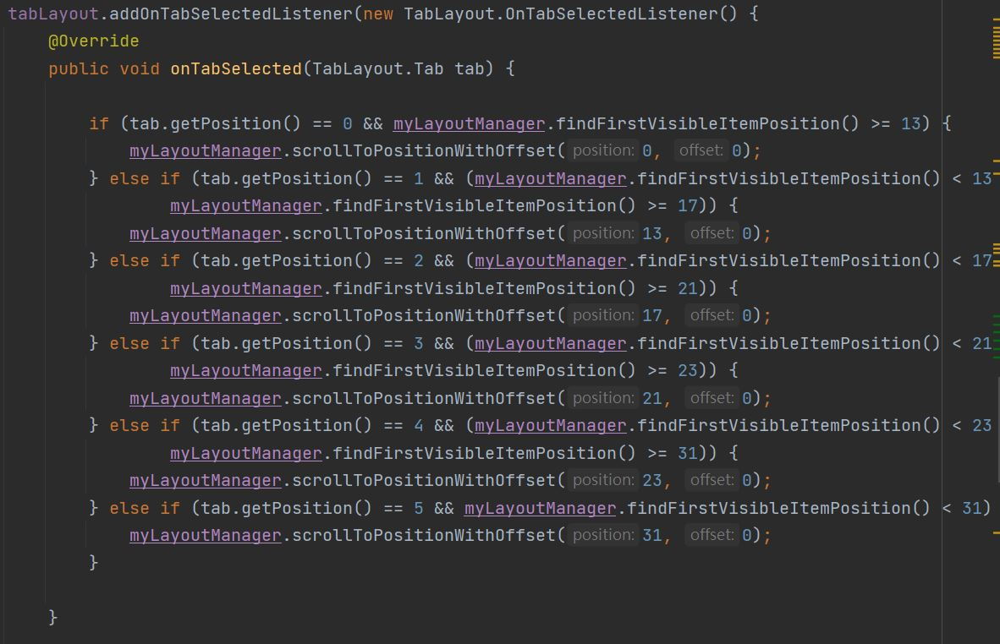 tabLayout.addOnTabSelectedListener(new TabLayout.OnTabSelectedListener() {
@Override
public void onTabSelected(TabLayout.Tab tab) {
if (tab.getPosition() == 0 && myLayoutManager.findFirstVisibleItemPosition() >= 13) {
myLayoutManager.scrollToPositionWithOffset( position: 0, offset: 0);
} else if (tab.getPosition() == 1 && (myLayoutManager.findFirstVisibleItemPosition() < 13
myLayoutManager.findFirstVisibleItemPosition() >= 17)) {
myLayoutManager.scrollToPositionWithOffset( position: 13, offset: 0);
} else if (tab.getPosition() == 2 && (myLayoutManager.findFirstVisibleItemPosition() < 17
myLayoutManager.findFirstVisibleItemPosition() >= 21)) {
myLayoutManager.scrollToPositionWithOffset( position: 17, offset: 0);
} else if (tab.getPosition() == 3 && (myLayoutManager.findFirstVisibleItemPosition() < 21
myLayoutManager.findFirstVisibleItemPosition() >= 23)) {
myLayoutManager.scrollToPositionWithOffset( position: 21, offset: 0);
} else if (tab.getPosition() == 4 && (myLayoutManager.findFirstVisibleItemPosition() < 23
myLayoutManager.findFirstVisibleItemPosition() >= 31)) {
myLayoutManager.scrollToPositionWithOffset( position: 23, offset: 0);
} else if (tab.getPosition() == 5 && myLayoutManager.findFirstVisibleItemPosition() < 31)
myLayoutManager.scrollToPositionWithOffset( position: 31, offset: 0);
}
}